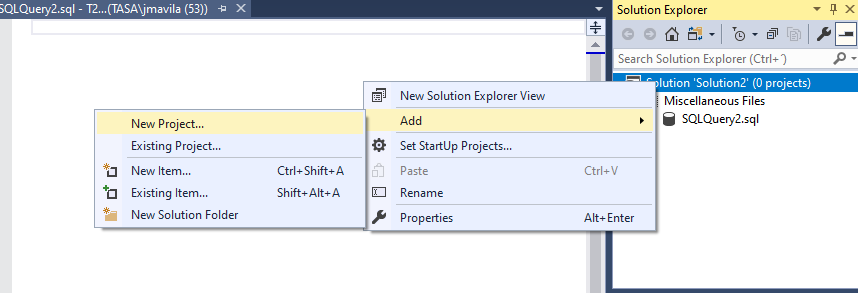 SQLQuery2.sql - T2...(TASA\jmavila (53))
Solution Explorer
Search Solution Explorer (Ctrl+´)
Solution 'Solution2' (0 projects)
Miscellaneous Files
SQLQuery2.sql
New Solution Explorer View
Add
Set StartUp Projects...
Paste Ctrl+V
Rename
Properties Alt+Enter
New Project...
Existing Project...
New Item... Ctrl+Shift+A
Existing Item... Shift+Alt+A
New Solution Folder